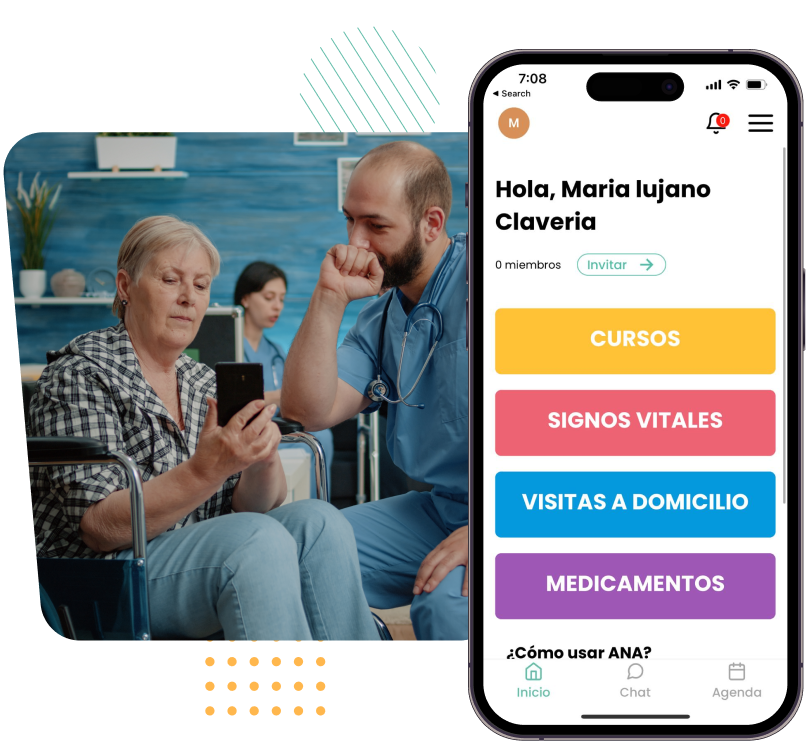 7:08
◀ Search
M
0
Hola, Maria lujano
Claveria
0 miembros
Invitar →
CURSOS
SIGNOS VITALES
VISITAS A DOMICILIO
MEDICAMENTOS
¿Cómo usar ANA?
Inicio
Chat
Agenda